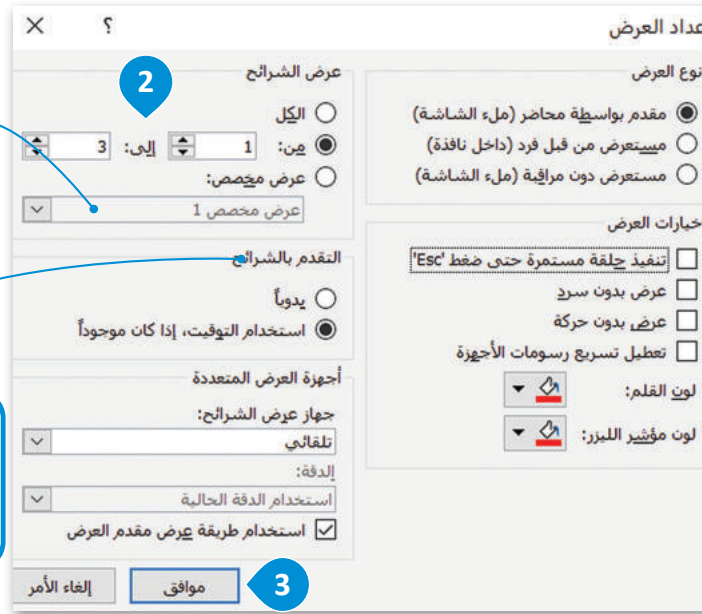 عداد العرض
؟
نوع العرض
مقدم بواسطة محاضر (ملء الشاشة)
مستعرض من قبل فرد (داخل نافذة)
مستعرض دون مراقبة (ملء الشاشة)
خيارات العرض
تنفيذ حلقة مستمرة حتى ضغط 'Esc'
عرض بدون سرد
عرض بدون حركة
تعطيل تسريع رسومات الأجهزة
لون القلم:
لون مؤشر الليزر:
عرض الشرائح
2
الكل
من: 1 إلى: 3
عرض مخصص:
عرض مخصص 1
التقدم بالشرائح
يدوياً
استخدام التوقيت، إذا كان موجوداً
أجهزة العرض المتعددة
جهاز عرض الشرائح:
تلقائي
الدقة:
استخدام الدقة الحالية
استخدام طريقة عرض مقدم العرض
3
موافق
إلغاء الأمر